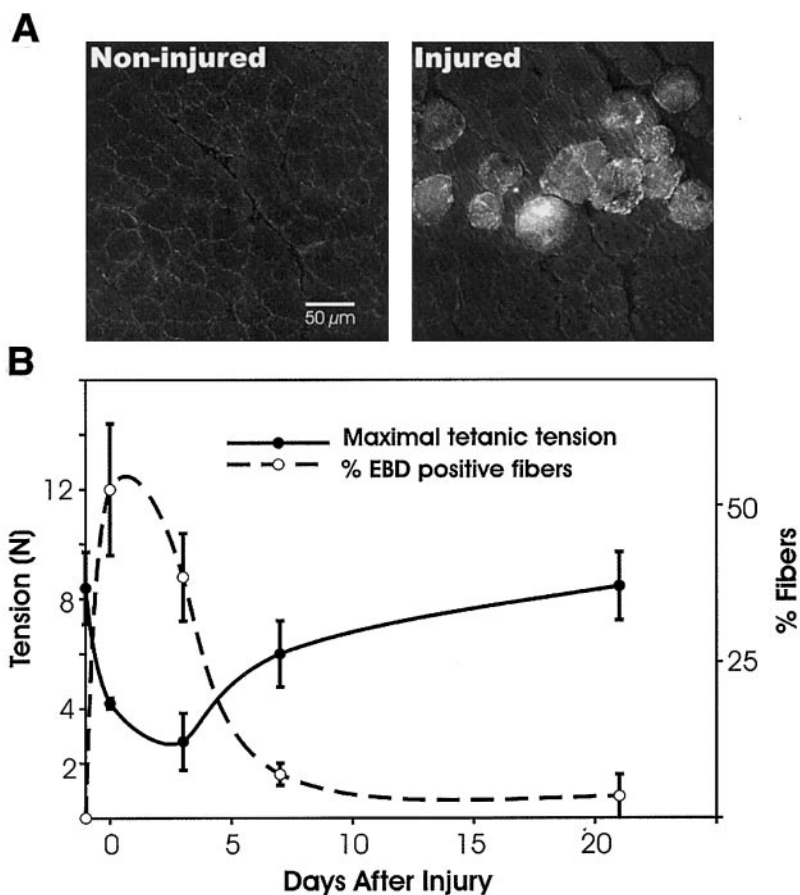 A
Non-injured
Injured
50 µm
B
Maximal tetanic tension
% EBD positive fibers
12
8
4
2
Tension (N)
50
25
% Fibers
0 5 10 15 20
Days After Injury